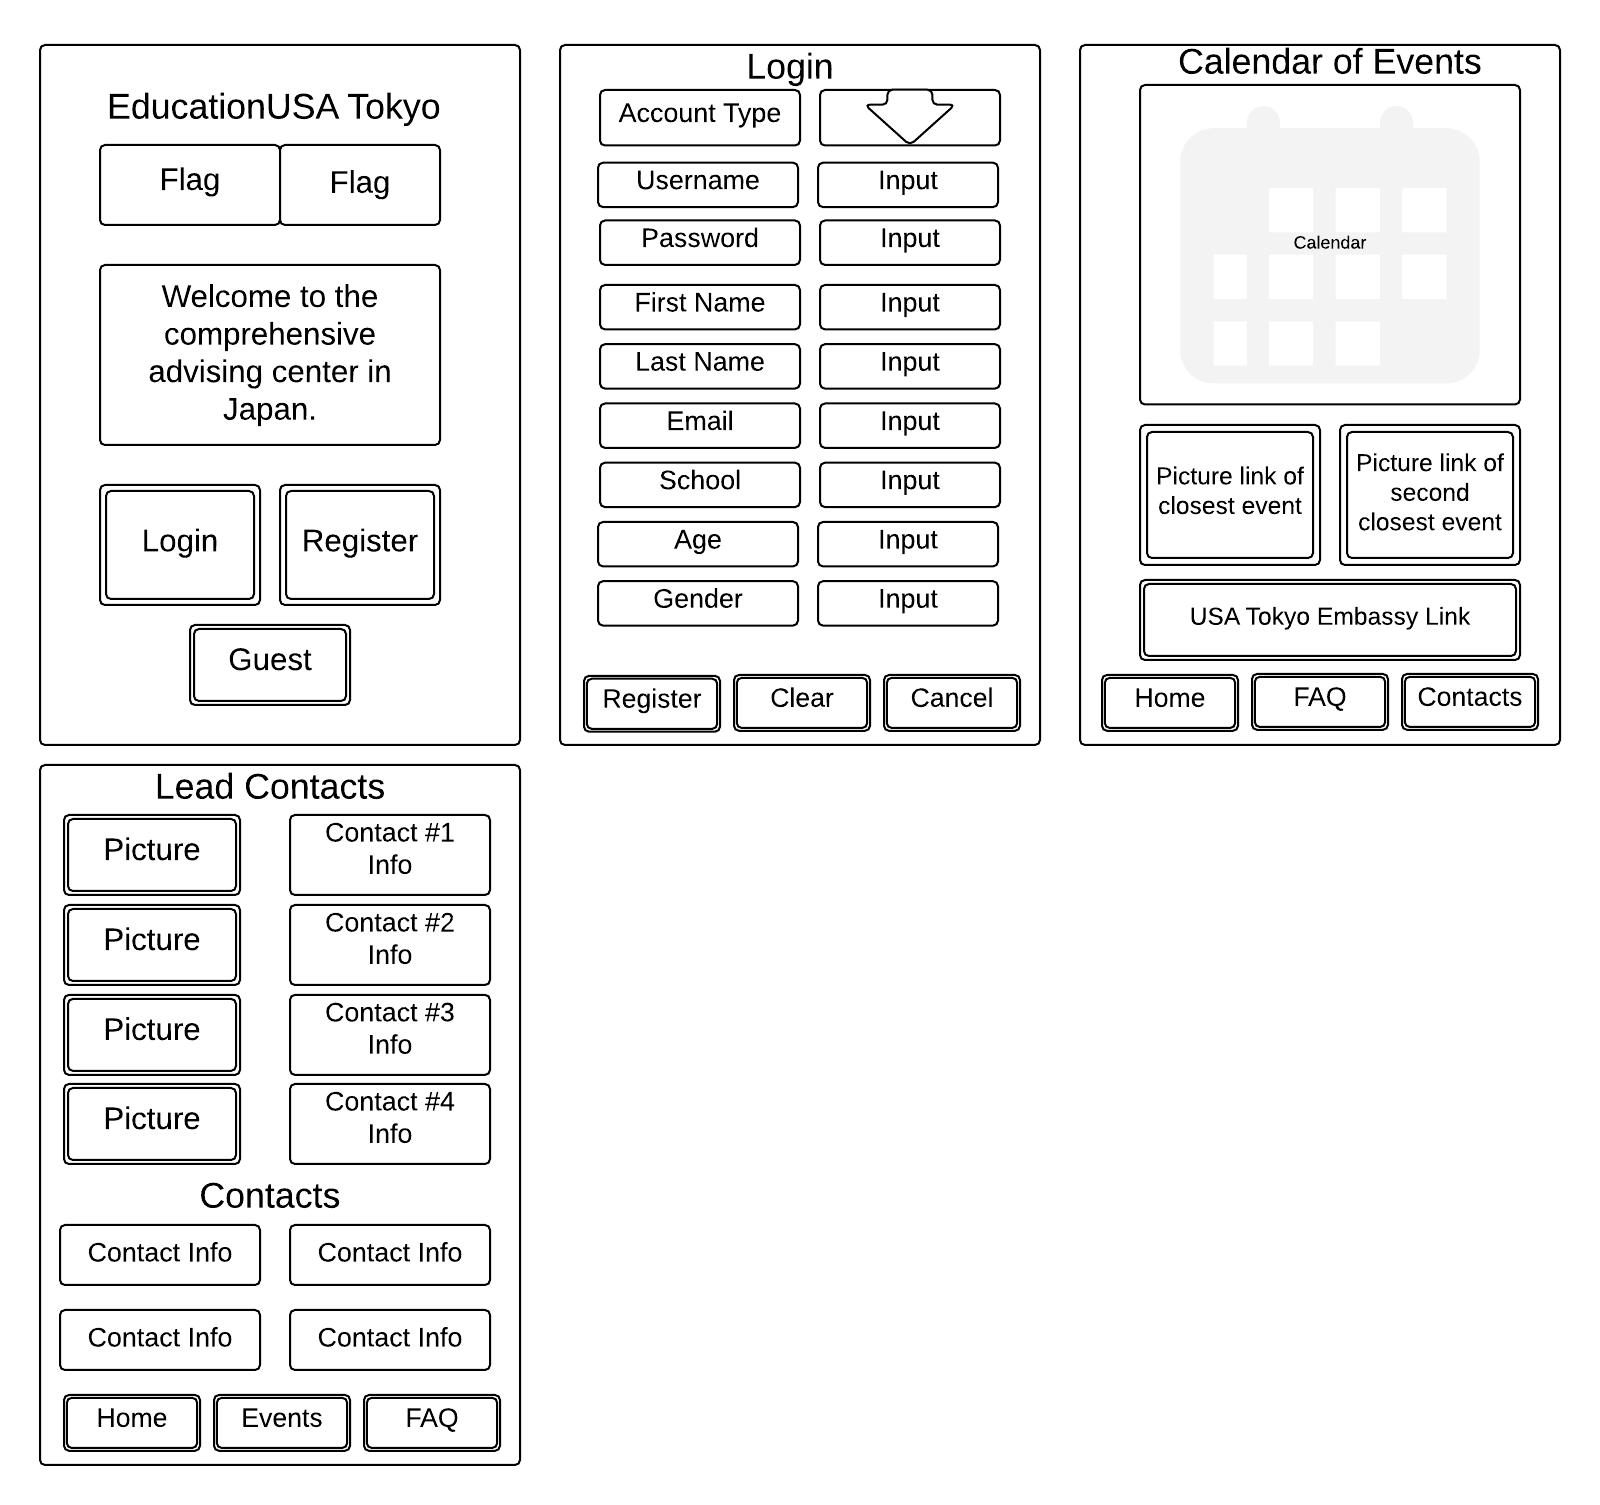 EducationUSA Tokyo
Flag
Flag
Welcome to the
comprehensive
advising center in
Japan.
Login
Register
Guest
Login
Account Type
Username
Input
Password
Input
First Name
Input
Last Name
Input
Email
Input
School
Input
Age
Input
Gender
Input
Register
Clear
Cancel
Calendar of Events
Calendar
Picture link of
closest event
Picture link of
second
closest event
USA Tokyo Embassy Link
Home
FAQ
Contacts
Lead Contacts
Picture
Contact #1
Info
Picture
Contact #2
Info
Picture
Contact #3
Info
Picture
Contact #4
Info
Contacts
Contact Info
Contact Info
Contact Info
Contact Info
Home
Events
FAQ